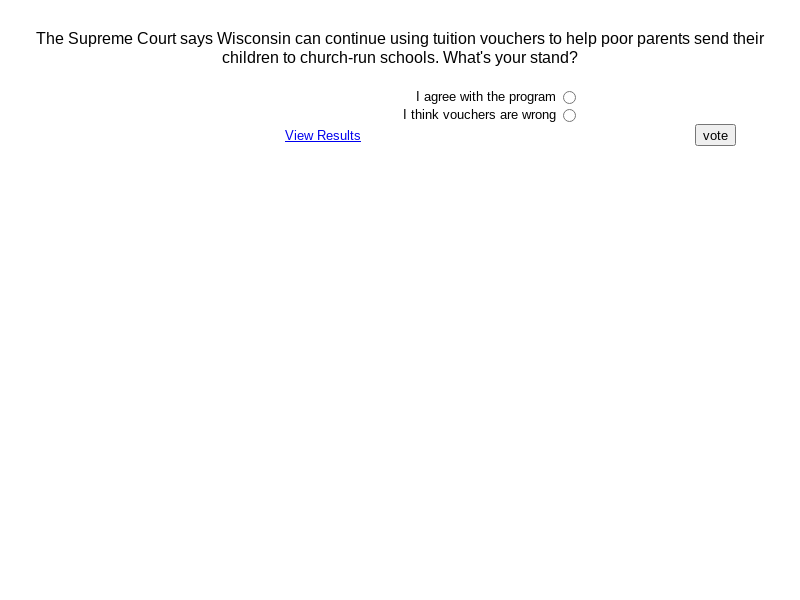 The Supreme Court says Wisconsin can continue using tuition vouchers to help poor parents send their
children to church-run schools. What's your stand?
I agree with the program
I think vouchers are wrong
View Results vote